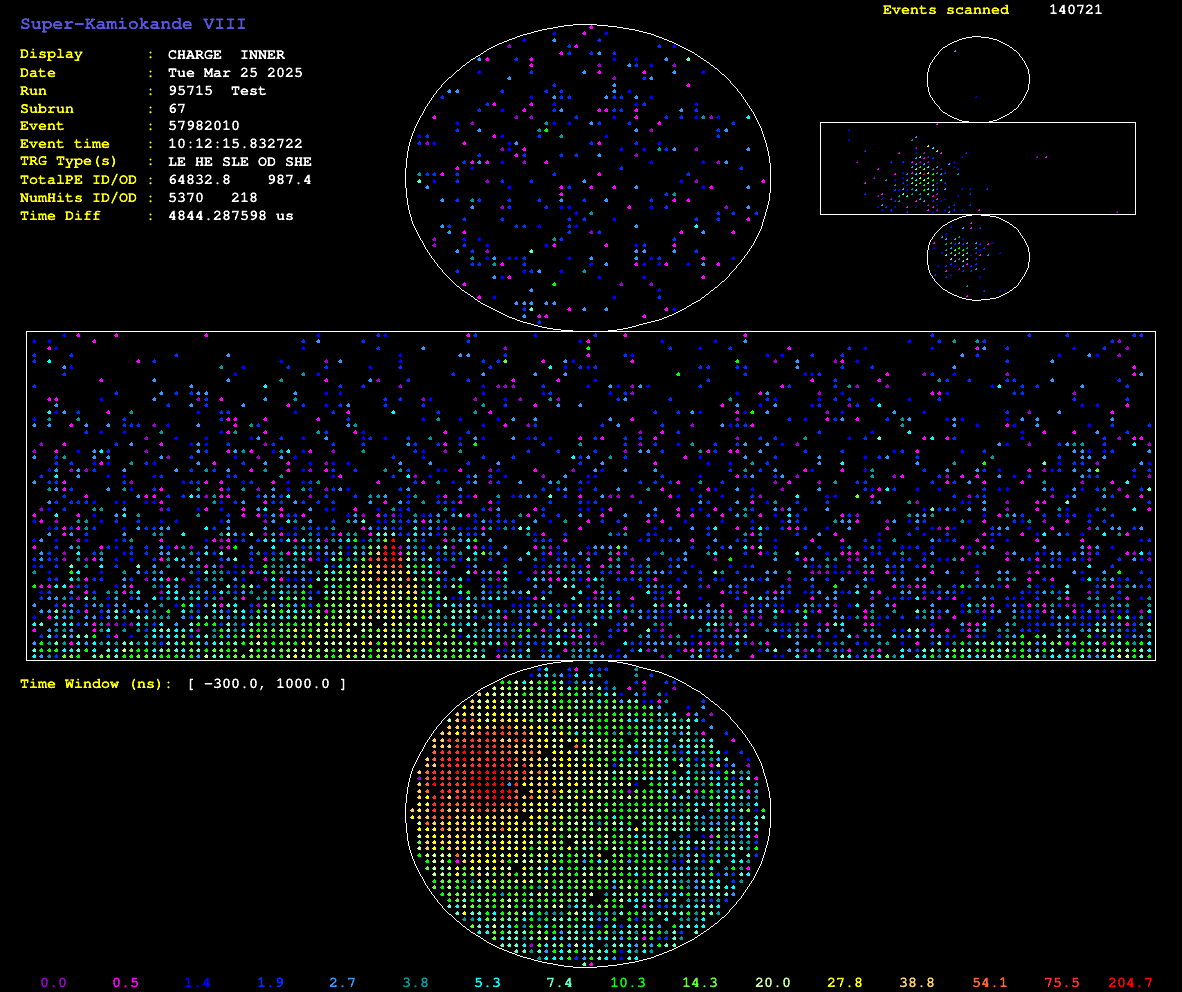 Super-Kamiokande VIII
Events scanned 140721
Display : CHARGE INNER
Date : Tue Mar 25 2025
Run : 95715 Test
Subrun : 67
Event : 57982010
Event time : 10:12:15.832722
TRG Type(s) : LE HE SLE OD SHE
TotalPE ID/OD : 64832.8 987.4
NumHits ID/OD : 5370 218
Time Diff : 4844.287598 us
Time Window (ns): [ -300.0, 1000.0 ]
0.0 0.5 1.4 1.9 2.7 3.8 5.3 7.4 10.3 14.3 20.0 27.8 38.8 54.1 75.5 204.7